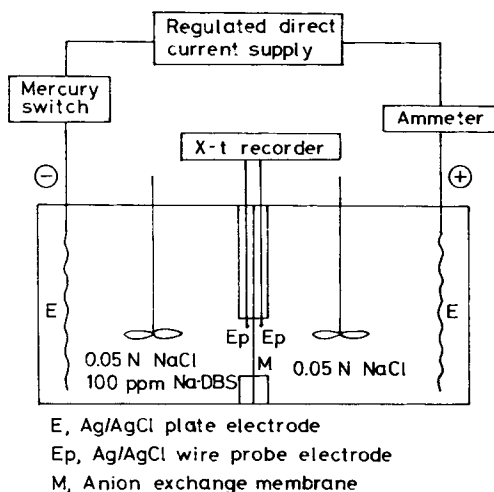 Regulated direct
current supply
Mercury
switch
Ammeter
X-t recorder
⊖
⊕
E
E
Ep
Ep
M
0.05 N NaCl
100 ppm Na-DBS
0.05 N NaCl
E, Ag/AgCl plate electrode
Ep, Ag/AgCl wire probe electrode
M, Anion exchange membrane